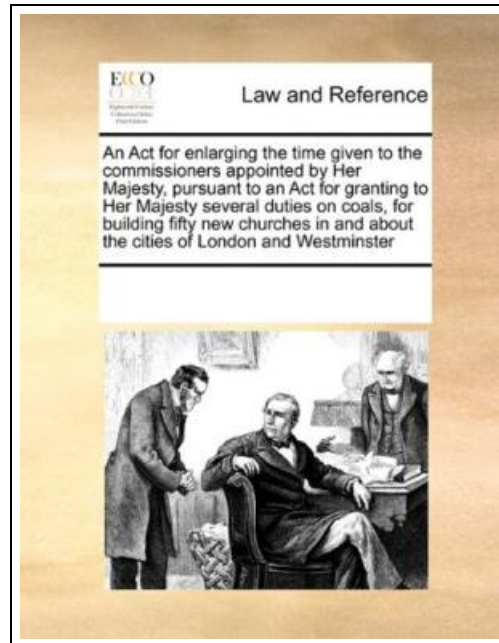 ECCO
Law and Reference
An Act for enlarging the time given to the
commissioners appointed by Her
Majesty, pursuant to an Act for granting to
Her Majesty several duties on coals, for
building fifty new churches in and about
the cities of London and Westminster